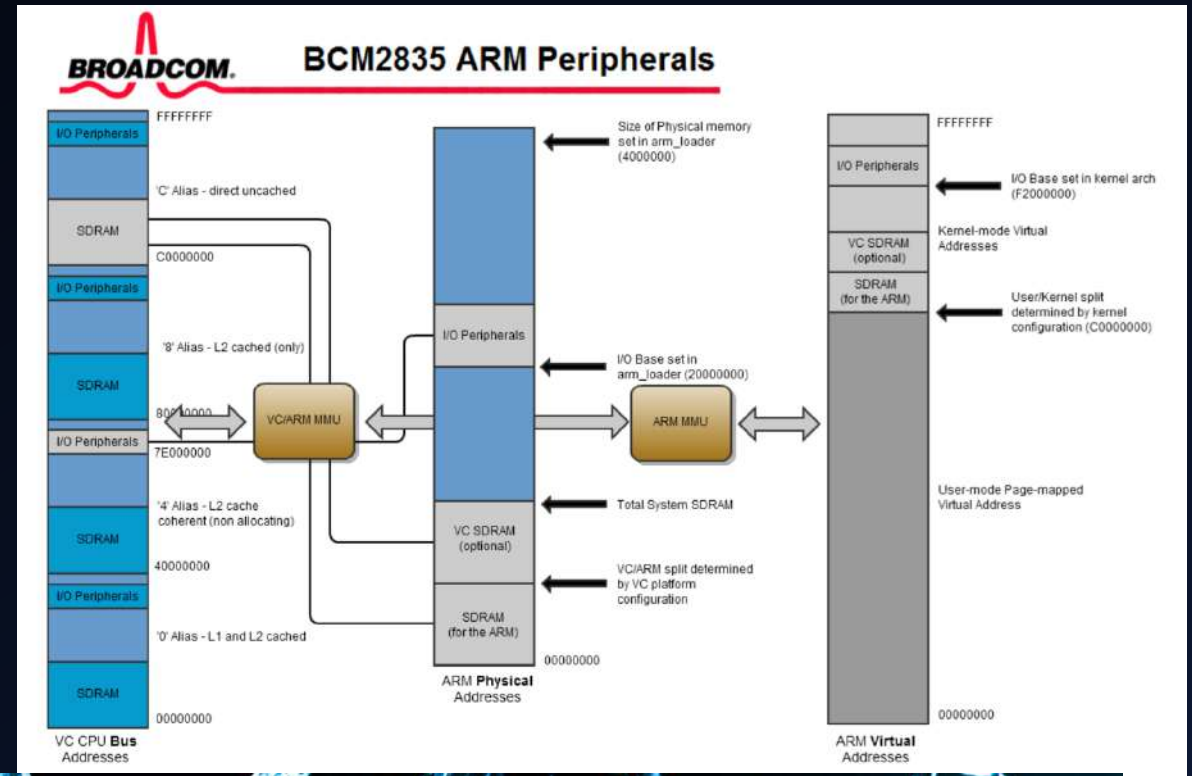 BROADCOM.
BCM2835 ARM Peripherals
FFFFFFFF
I/O Peripherals
'C' Alias - direct uncached
SDRAM
C0000000
I/O Peripherals
'8' Alias - L2 cached (only)
SDRAM
80000000
I/O Peripherals
7E000000
'4' Alias - L2 cache
coherent (non allocating)
SDRAM
40000000
I/O Peripherals
'0' Alias - L1 and L2 cached
SDRAM
00000000
VC CPU Bus
Addresses
VC/ARM MMU
Size of Physical memory
set in arm_loader
(4000000)
I/O Peripherals
I/O Base set in
arm_loader (20000000)
Total System SDRAM
VC SDRAM
(optional)
VC/ARM split determined
by VC platform
configuration
SDRAM
(for the ARM)
00000000
ARM Physical
Addresses
ARM MMU
FFFFFFFF
I/O Peripherals
I/O Base set in kernel arch
(F2000000)
Kernel-mode Virtual
Addresses
VC SDRAM
(optional)
SDRAM
(for the ARM)
User/Kernel split
determined by kernel
configuration (C0000000)
User-mode Page-mapped
Virtual Address
00000000
ARM Virtual
Addresses